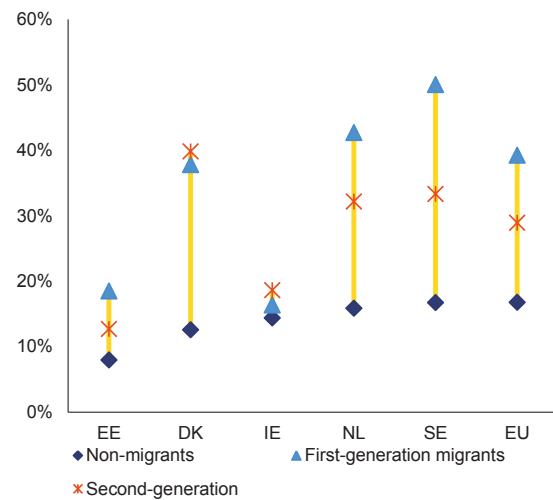 60%
50%
40%
30%
20%
10%
0%
EE DK IE NL SE EU
Non-migrants First-generation migrants
Second-generation